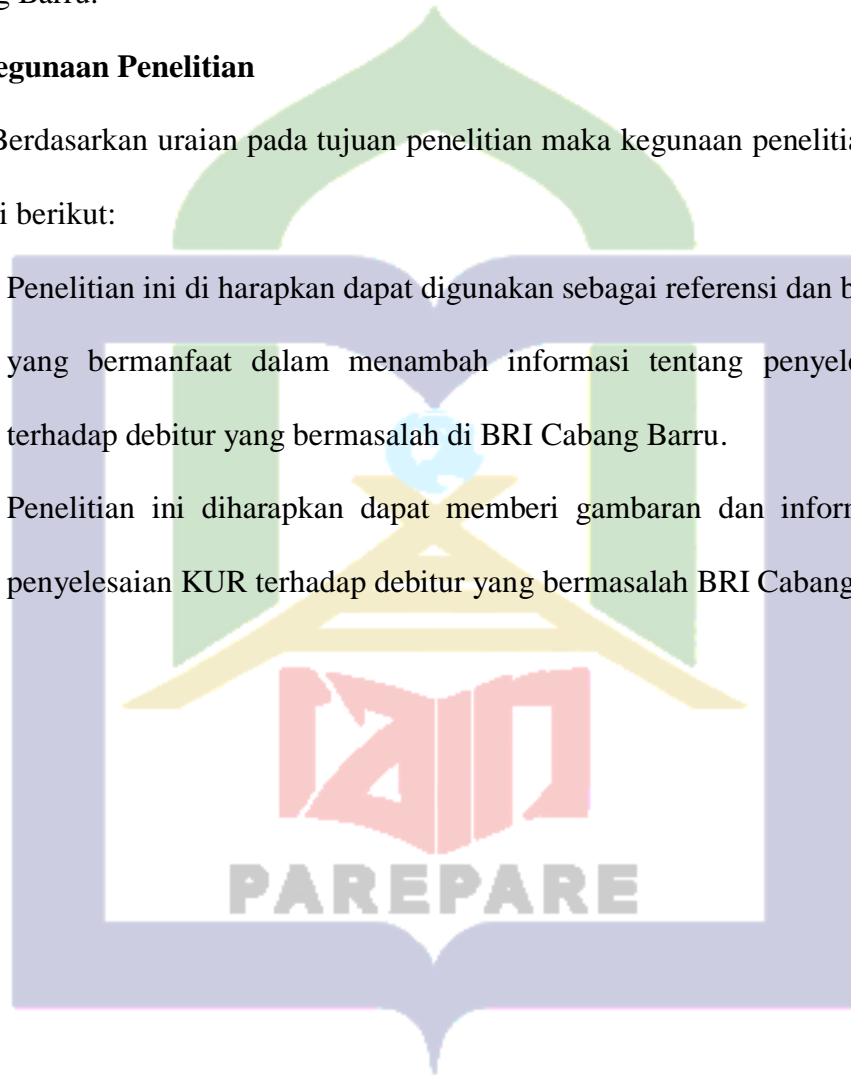 g Barru.
egunaan Penelitian
Berdasarkan uraian pada tujuan penelitian maka kegunaan penelitia
i berikut:
Penelitian ini di harapkan dapat digunakan sebagai referensi dan b
yang bermanfaat dalam menambah informasi tentang penyele
terhadap debitur yang bermasalah di BRI Cabang Barru.
Penelitian ini diharapkan dapat memberi gambaran dan inform
penyelesaian KUR terhadap debitur yang bermasalah BRI Cabang
iain
PAREPARE